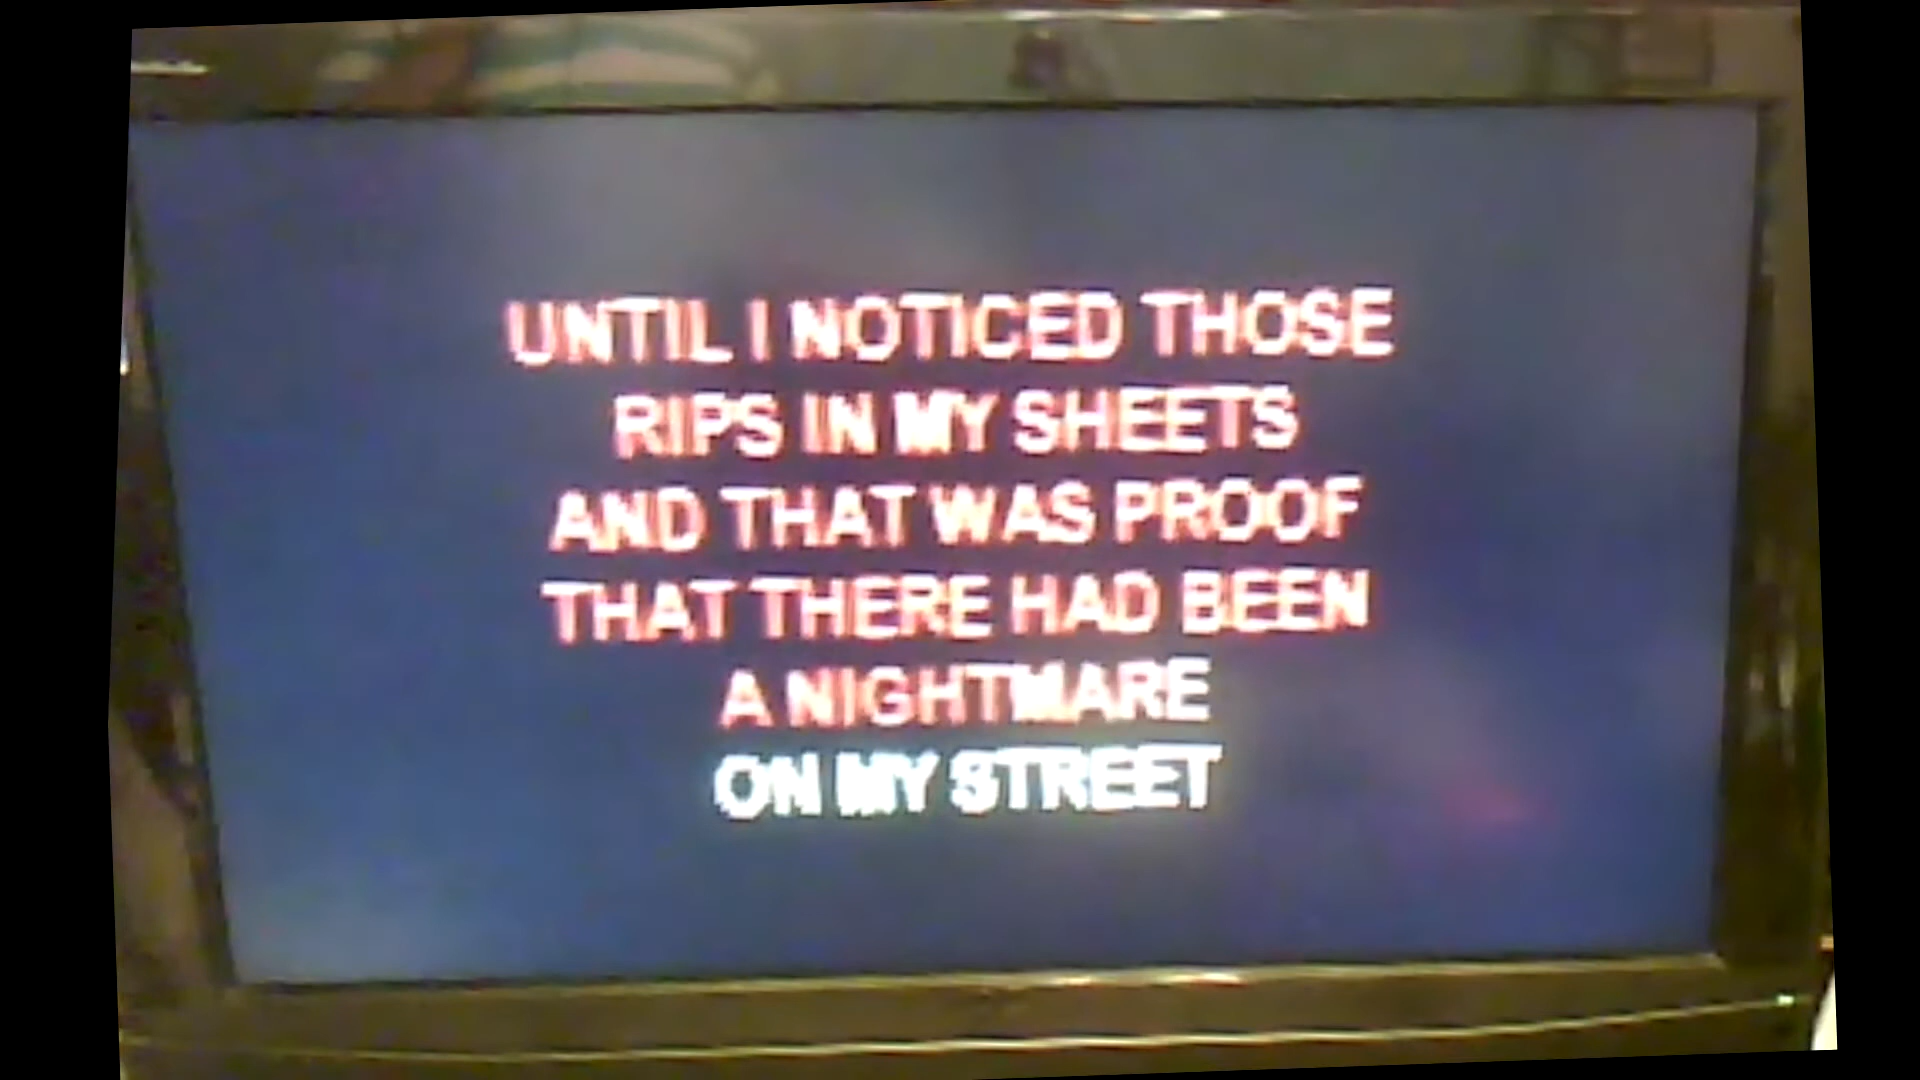 UNTIL I NOTICED THOSE
RIPS IN MY SHEETS
AND THAT WAS PROOF
THAT THERE HAD BEEN
A NIGHTMARE
ON MY STREET